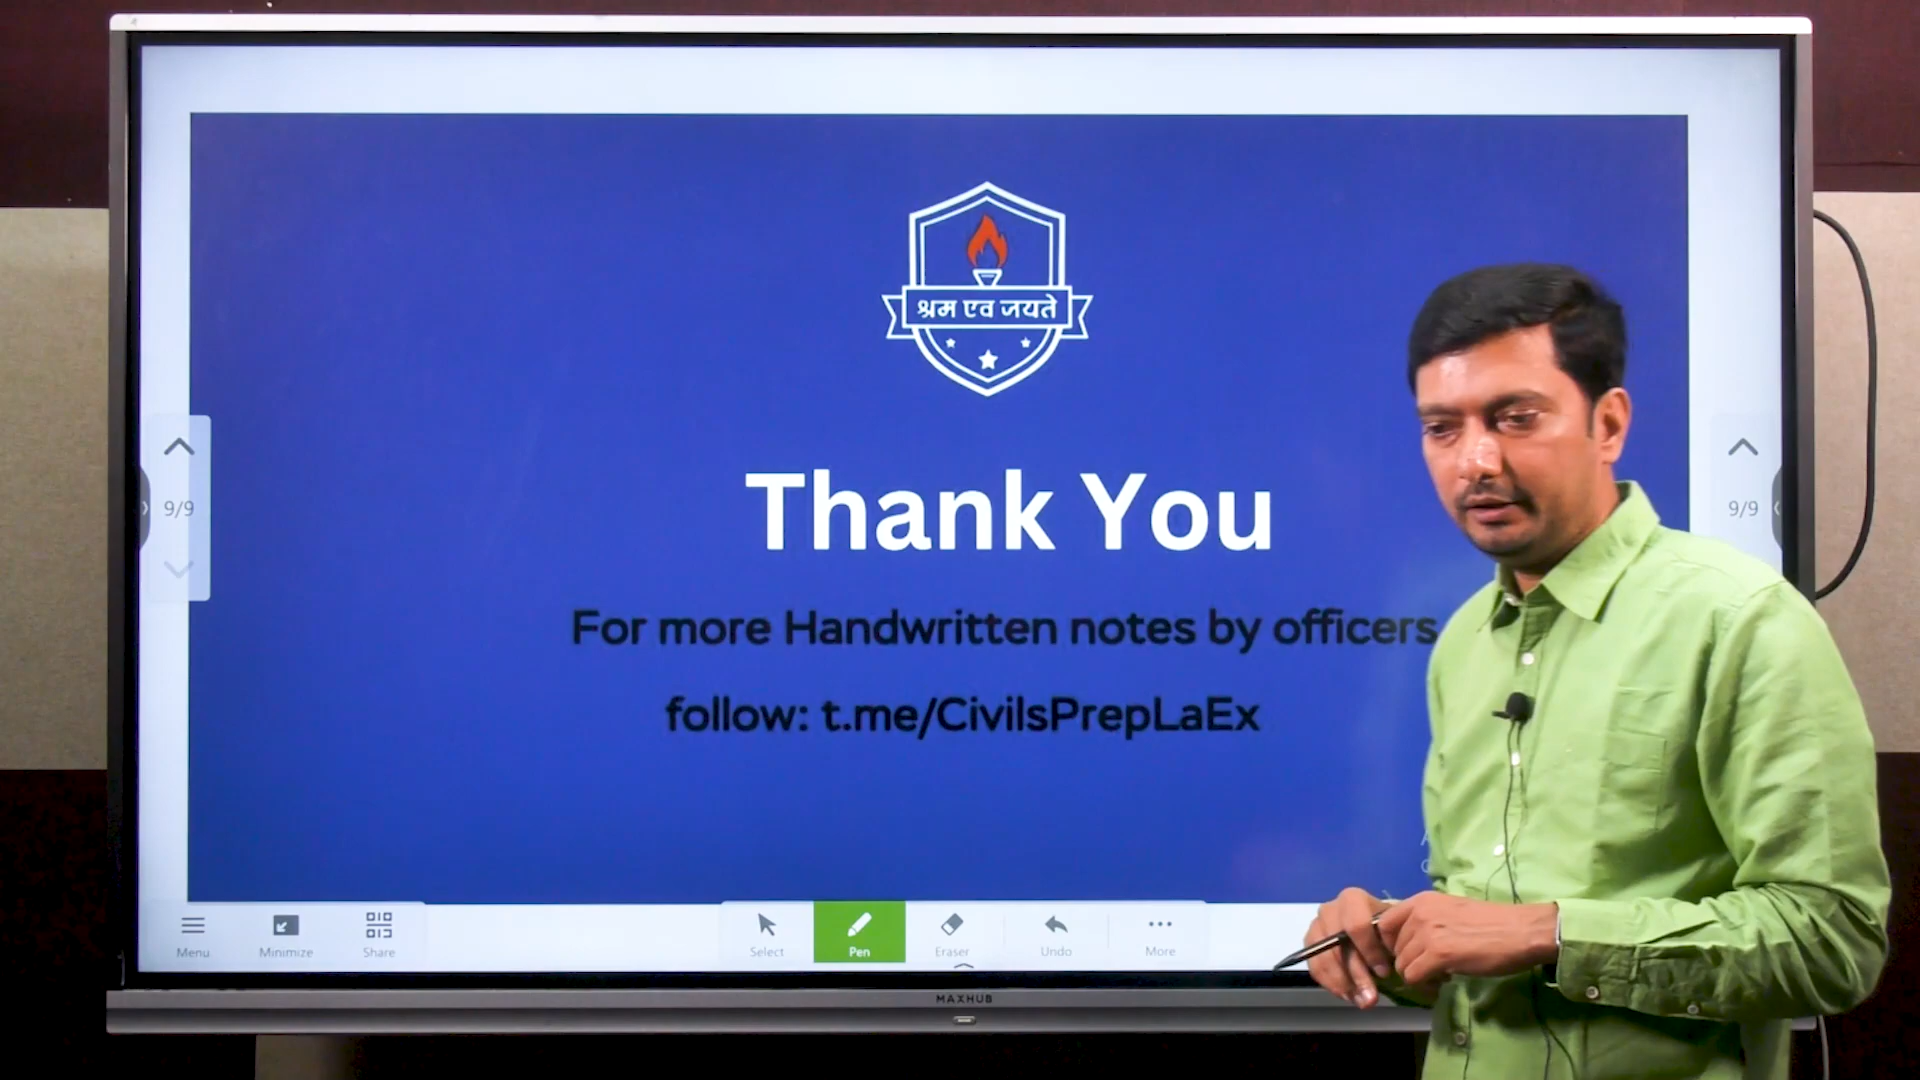 श्रम एव जयते
Thank You
For more Handwritten notes by officers
follow: t.me/CivilsPrepLaEx
9/9
9/9
Menu
Minimize
Share
Select
Pen
Eraser
Undo
More
MAXHUB